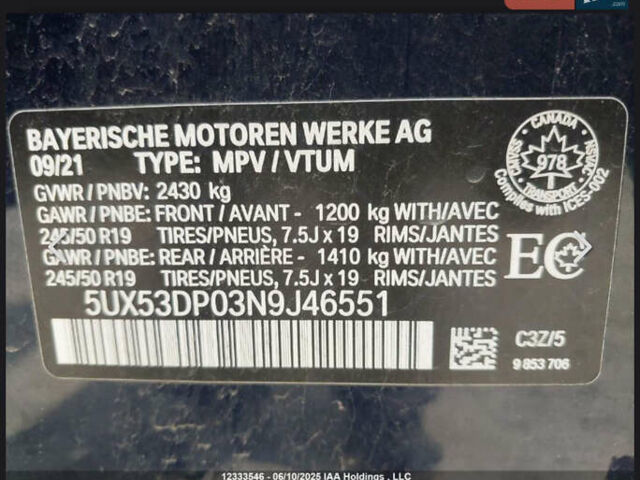 .com
BAYERISCHE MOTOREN WERKE AG
09/21 TYPE: MPV / VTUM
GVWR / PNBV: 2430 kg
GAWR / PNBE: FRONT / AVANT - 1200 kg WITH/AVEC
245/50 R19 TIRES/PNEUS, 7.5J x 19 RIMS/JANTES
GAWR / PNBE: REAR / ARRIÈRE - 1410 kg WITH/AVEC
245/50 R19 TIRES/PNEUS, 7.5J x 19 RIMS/JANTES
5UX53DP03N9J46551
CANADA
CMVSS
NSVAC
978
TRANSPORT
Complies with ICES-002
EC
C3Z/5
9 853 706
12333546 - 06/10/2025 IAA Holdings , LLC